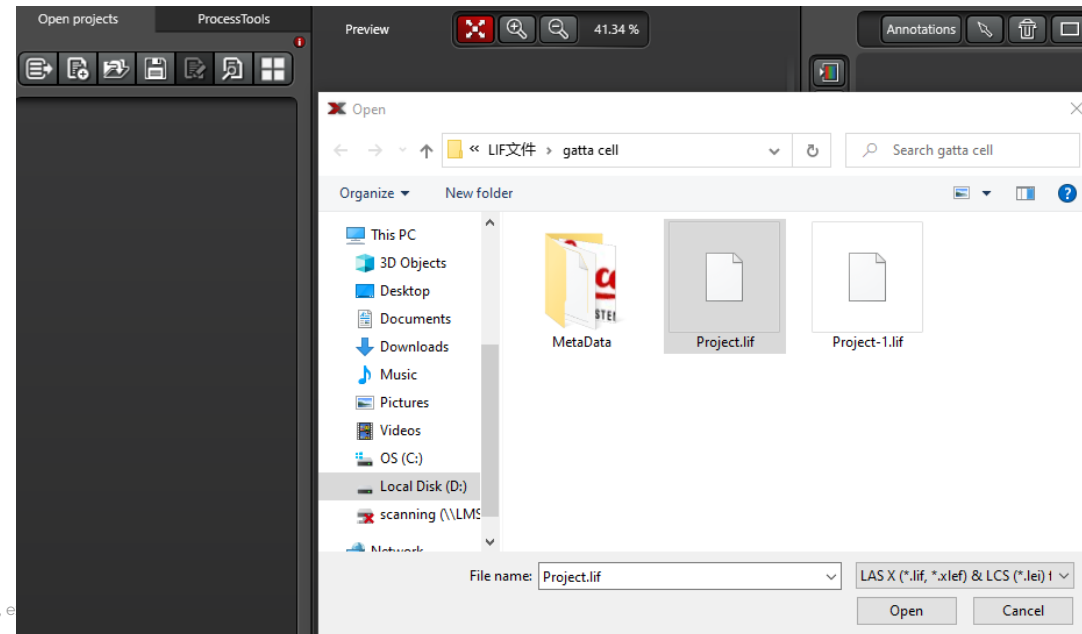 Open projects
ProcessTools
Preview
41.34 %
Annotations
Open
« LIF文件 › gatta cell
Search gatta cell
Organize
New folder
This PC
3D Objects
Desktop
Documents
Downloads
Music
Pictures
Videos
OS (C:)
Local Disk (D:)
scanning (\\LMS
Network
MetaData
Project.lif
Project-1.lif
File name:
Project.lif
LAS X (*.lif, *.xlef) & LCS (*.lei) f
Open
Cancel